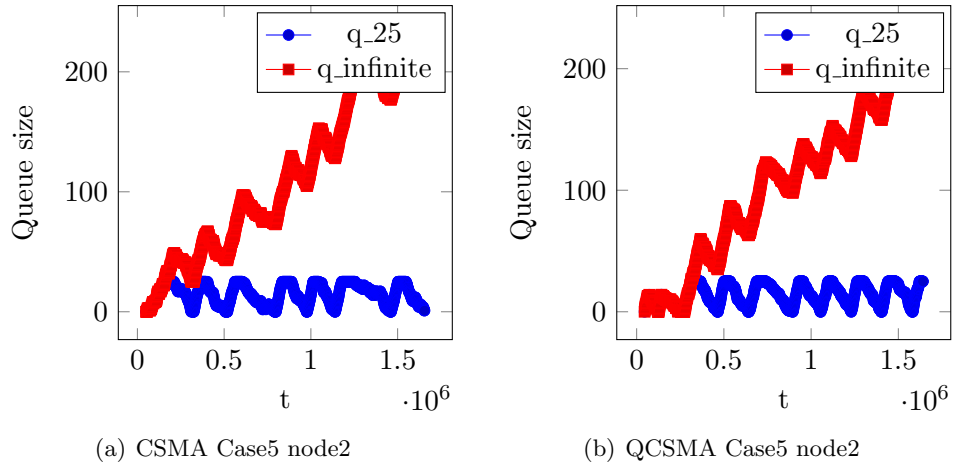 q_25
q_infinite
Queue size
200
100
0
0
0.5
1
1.5
t
·10^6
(a) CSMA Case5 node2
q_25
q_infinite
Queue size
200
100
0
0
0.5
1
1.5
t
·10^6
(b) QCSMA Case5 node2